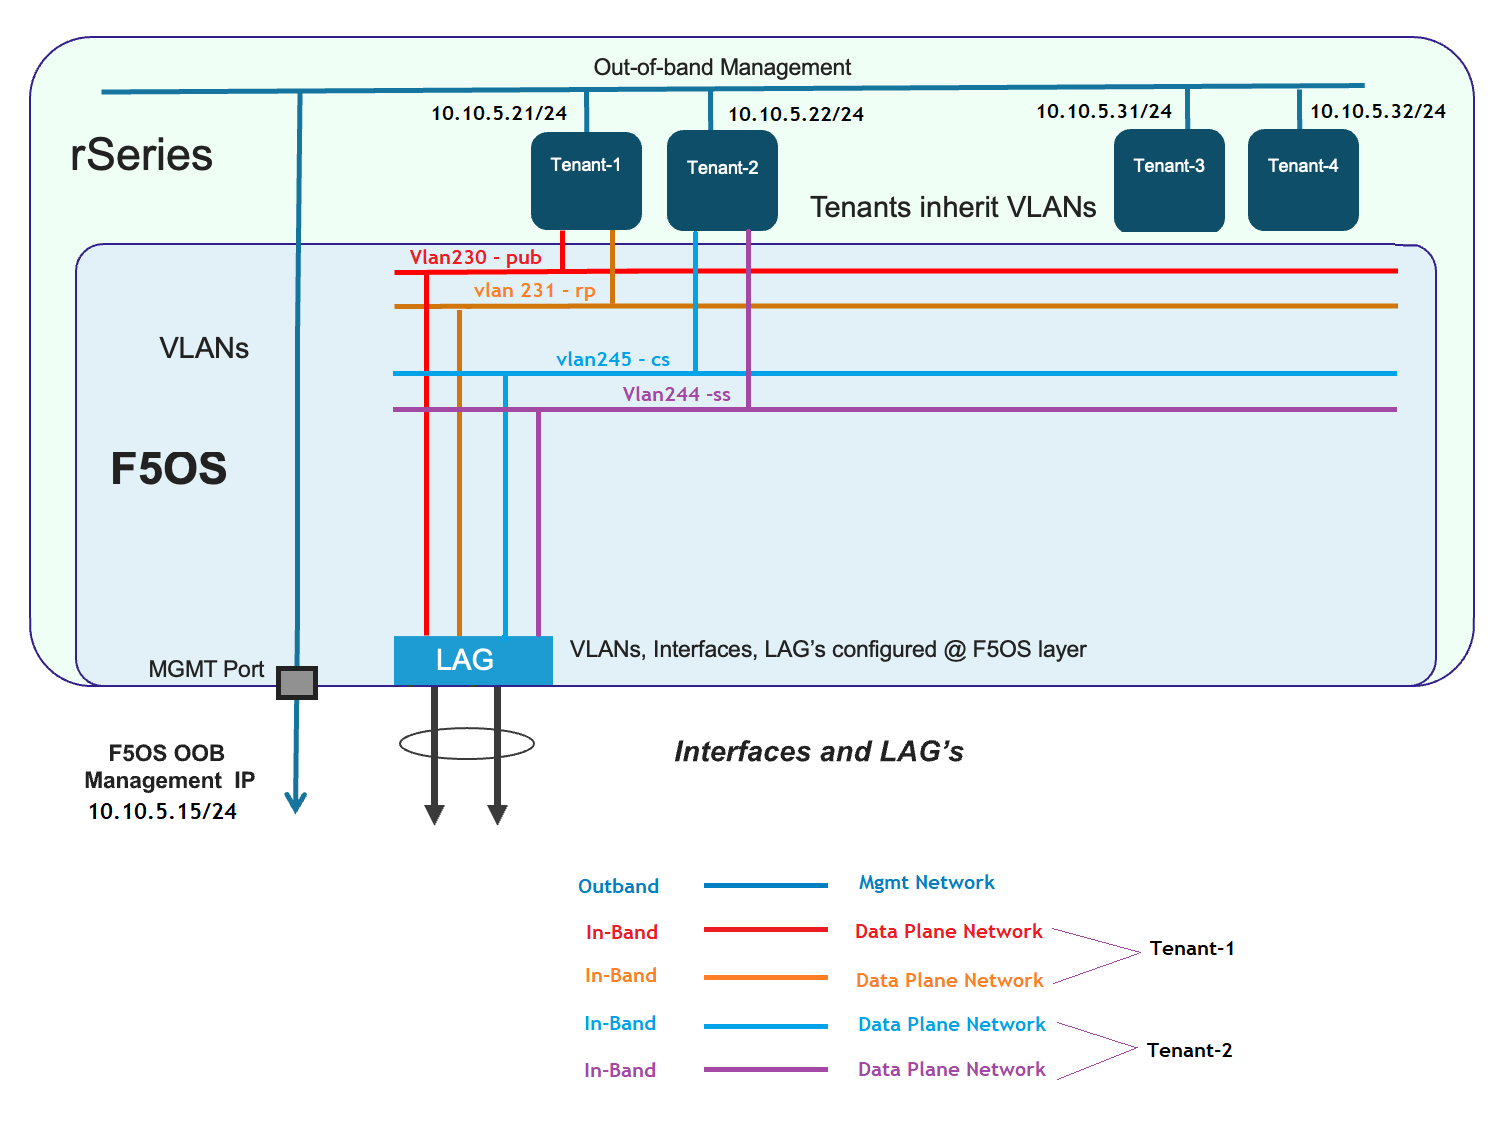 Out-of-band Management
10.10.5.21/24
10.10.5.22/24
10.10.5.31/24
10.10.5.32/24
rSeries
Tenant-1
Tenant-2
Tenant-3
Tenant-4
Tenants inherit VLANs
Vlan230 - pub
vlan 231 - rp
VLANs
vlan245 - cs
Vlan244 -ss
F5OS
LAG
VLANs, Interfaces, LAG's configured @ F5OS layer
MGMT Port
F5OS OOB
Management IP
10.10.5.15/24
Interfaces and LAG's
Outband
Mgmt Network
In-Band
Data Plane Network
Tenant-1
In-Band
Data Plane Network
In-Band
Data Plane Network
Tenant-2
In-Band
Data Plane Network